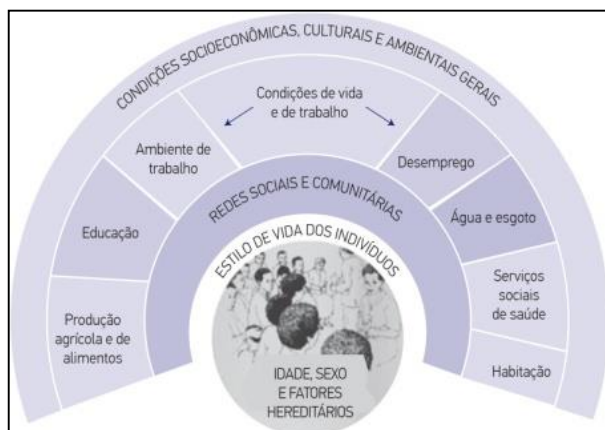 CONDIÇÕES SOCIOECONÔMICAS, CULTURAIS E AMBIENTAIS GERAIS
Condições de vida
e de trabalho
Ambiente de
trabalho
Desemprego
REDES SOCIAIS E COMUNITÁRIAS
Educação
Água e esgoto
ESTILO DE VIDA DOS INDIVÍDUOS
Produção
agrícola e de
alimentos
Serviços
sociais
de saúde
Habitação
IDADE, SEXO
E FATORES
HEREDITÁRIOS